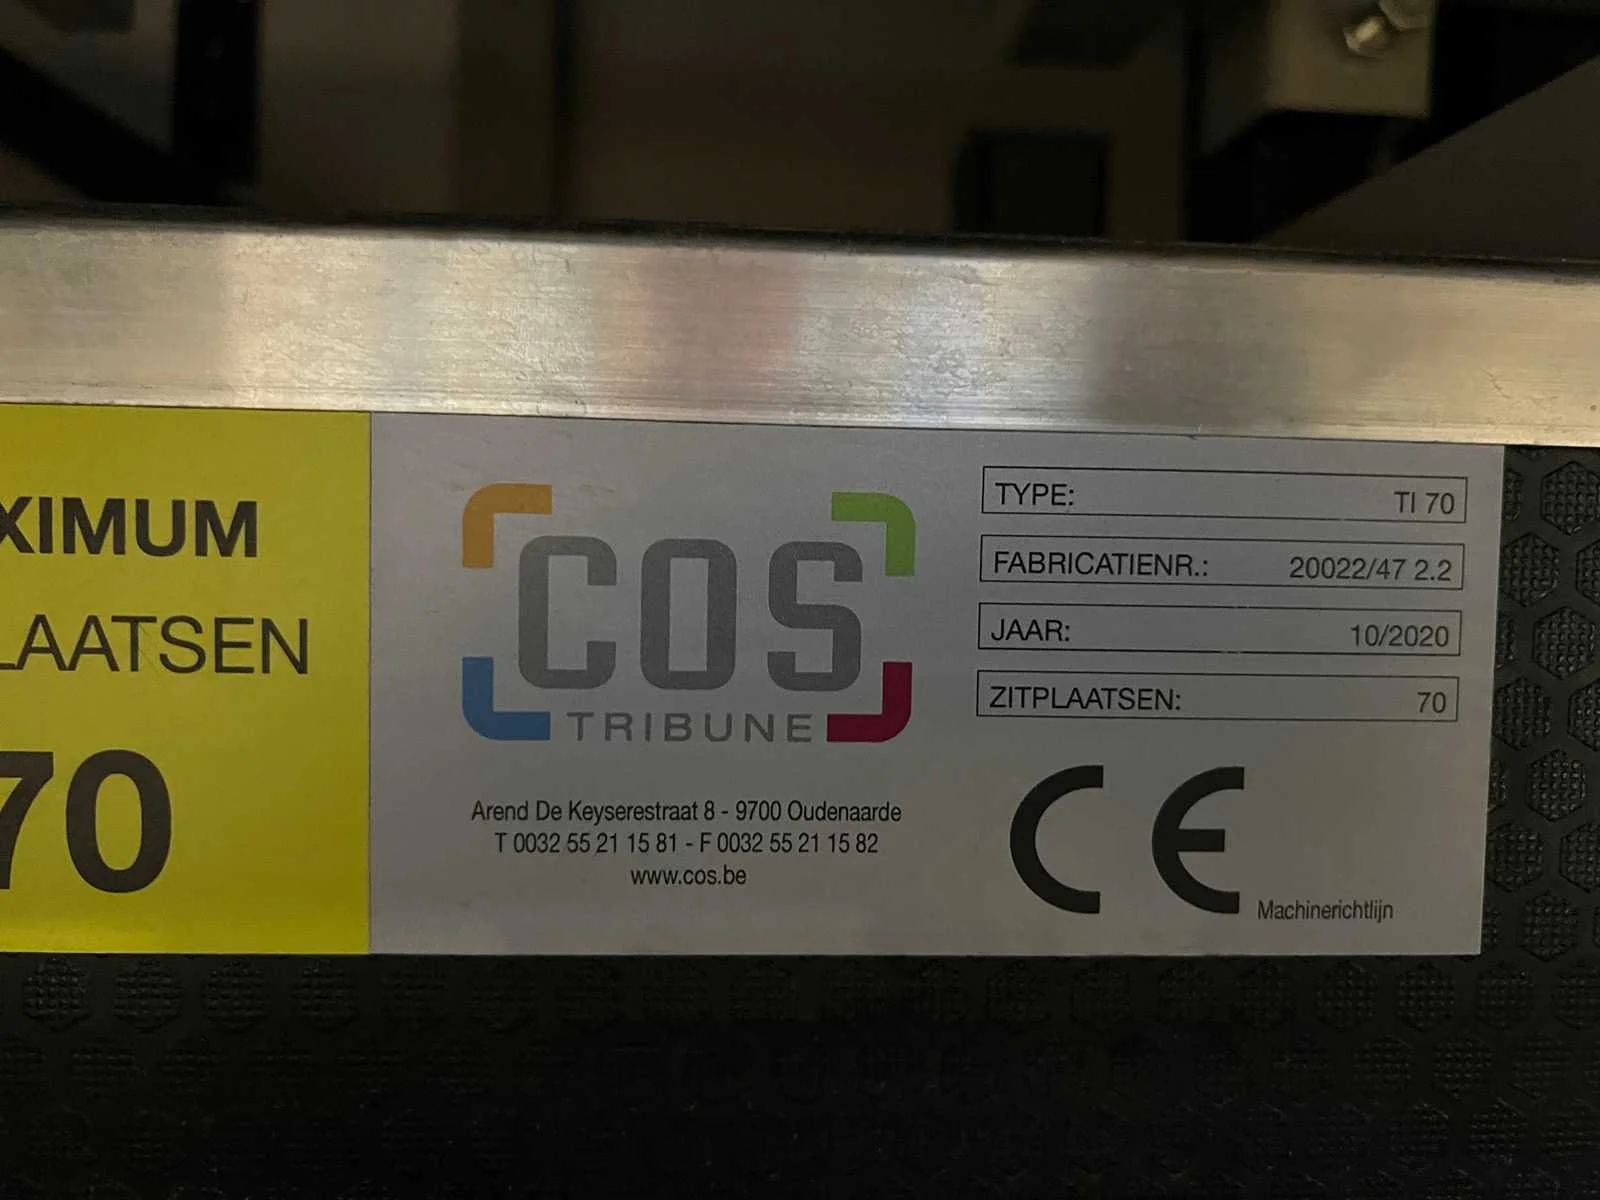 XIMUM
LAATSEN
70
COS
TRIBUNE
Arend De Keyserestraat 8 - 9700 Oudenaarde
T 0032 55 21 15 81 - F 0032 55 21 15 82
www.cos.be
TYPE: TI 70
FABRICATIENR.: 20022/47 2.2
JAAR: 10/2020
ZITPLAATSEN: 70
CE
Machinerichtlijn